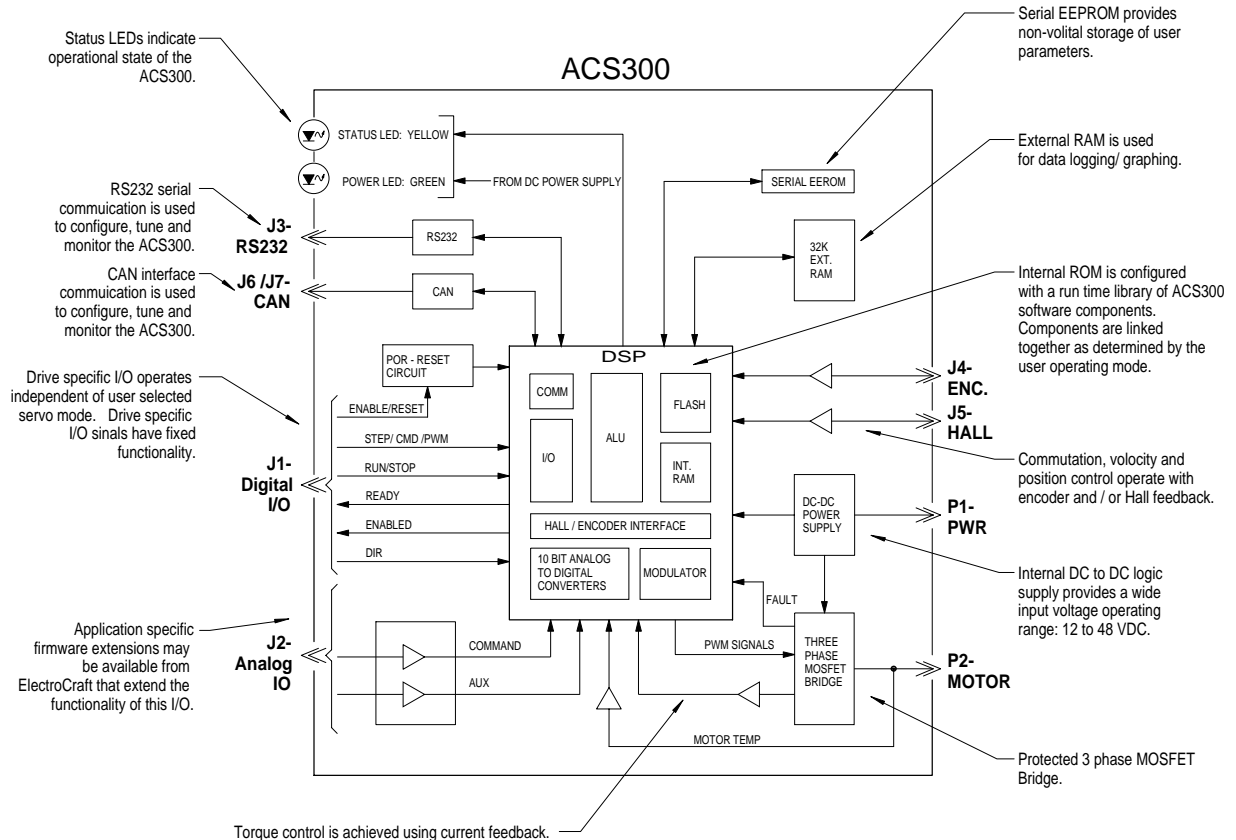 Serial EEPROM provides
non-volital storage of user
parameters.
Status LEDs indicate
operational state of the
ACS300.
ACS300
STATUS LED: YELLOW
External RAM is used
for data logging/ graphing.
POWER LED: GREEN
FROM DC POWER SUPPLY
SERIAL EEROM
RS232 serial
commuication is used
to configure, tune and
monitor the ACS300.
J3-
RS232
RS232
32K
EXT.
RAM
CAN interface
commuication is used
to configure, tune and
monitor the ACS300.
J6 /J7-
CAN
CAN
Internal ROM is configured
with a run time library of ACS300
software components.
Components are linked
together as determined by the
user operating mode.
DSP
POR - RESET
CIRCUIT
COMM
ALU
FLASH
J4-
ENC.
Drive specific I/O operates
independent of user selected
servo mode. Drive specific
I/O sinals have fixed
functionality.
ENABLE/RESET
J5-
HALL
STEP/ CMD /PWM
I/O
INT.
RAM
J1-
Digital
I/O
RUN/STOP
READY
ENABLED
DIR
Commutation, volocity and
position control operate with
encoder and / or Hall feedback.
DC-DC
POWER
SUPPLY
P1-
PWR
HALL / ENCODER INTERFACE
10 BIT ANALOG
TO DIGITAL
CONVERTERS
MODULATOR
FAULT
Internal DC to DC logic
supply provides a wide
input voltage operating
range: 12 to 48 VDC.
Application specific
firmware extensions may
be available from
ElectroCraft that extend the
functionality of this I/O.
J2-
Analog
IO
COMMAND
AUX
PWM SIGNALS
THREE
PHASE
MOSFET
BRIDGE
P2-
MOTOR
MOTOR TEMP
Protected 3 phase MOSFET
Bridge.
Torque control is achieved using current feedback.